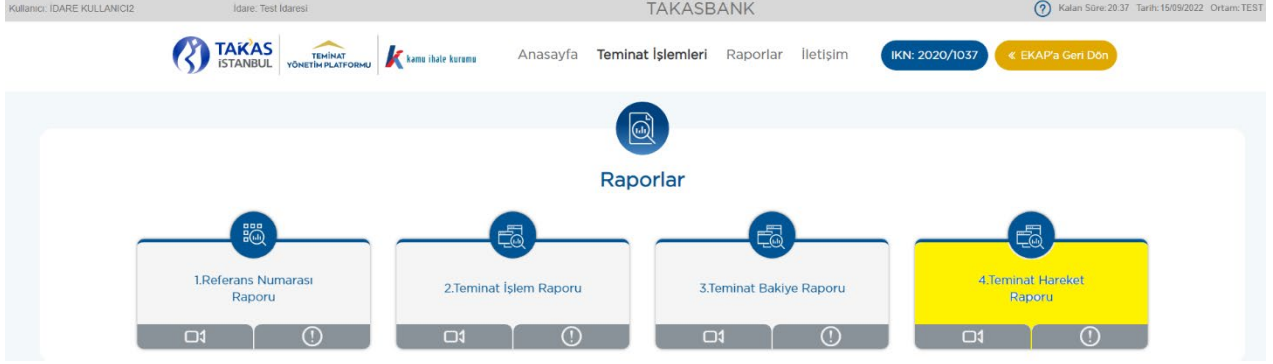 Kullanıcı: İDARE KULLANICI2 İdare: Test İdaresi TAKASBANK Kalan Süre: 20:37 Tarih: 15/09/2022 Ortam: TEST
TAKAS İSTANBUL TEMİNAT YÖNETİM PLATFORMU kamu ihale kurumu Anasayfa Teminat İşlemleri Raporlar İletişim IKN: 2020/1037 « EKAP'a Geri Dön
Raporlar
1.Referans Numarası
Raporu
2.Teminat İşlem Raporu
3.Teminat Bakiye Raporu
4.Teminat Hareket
Raporu